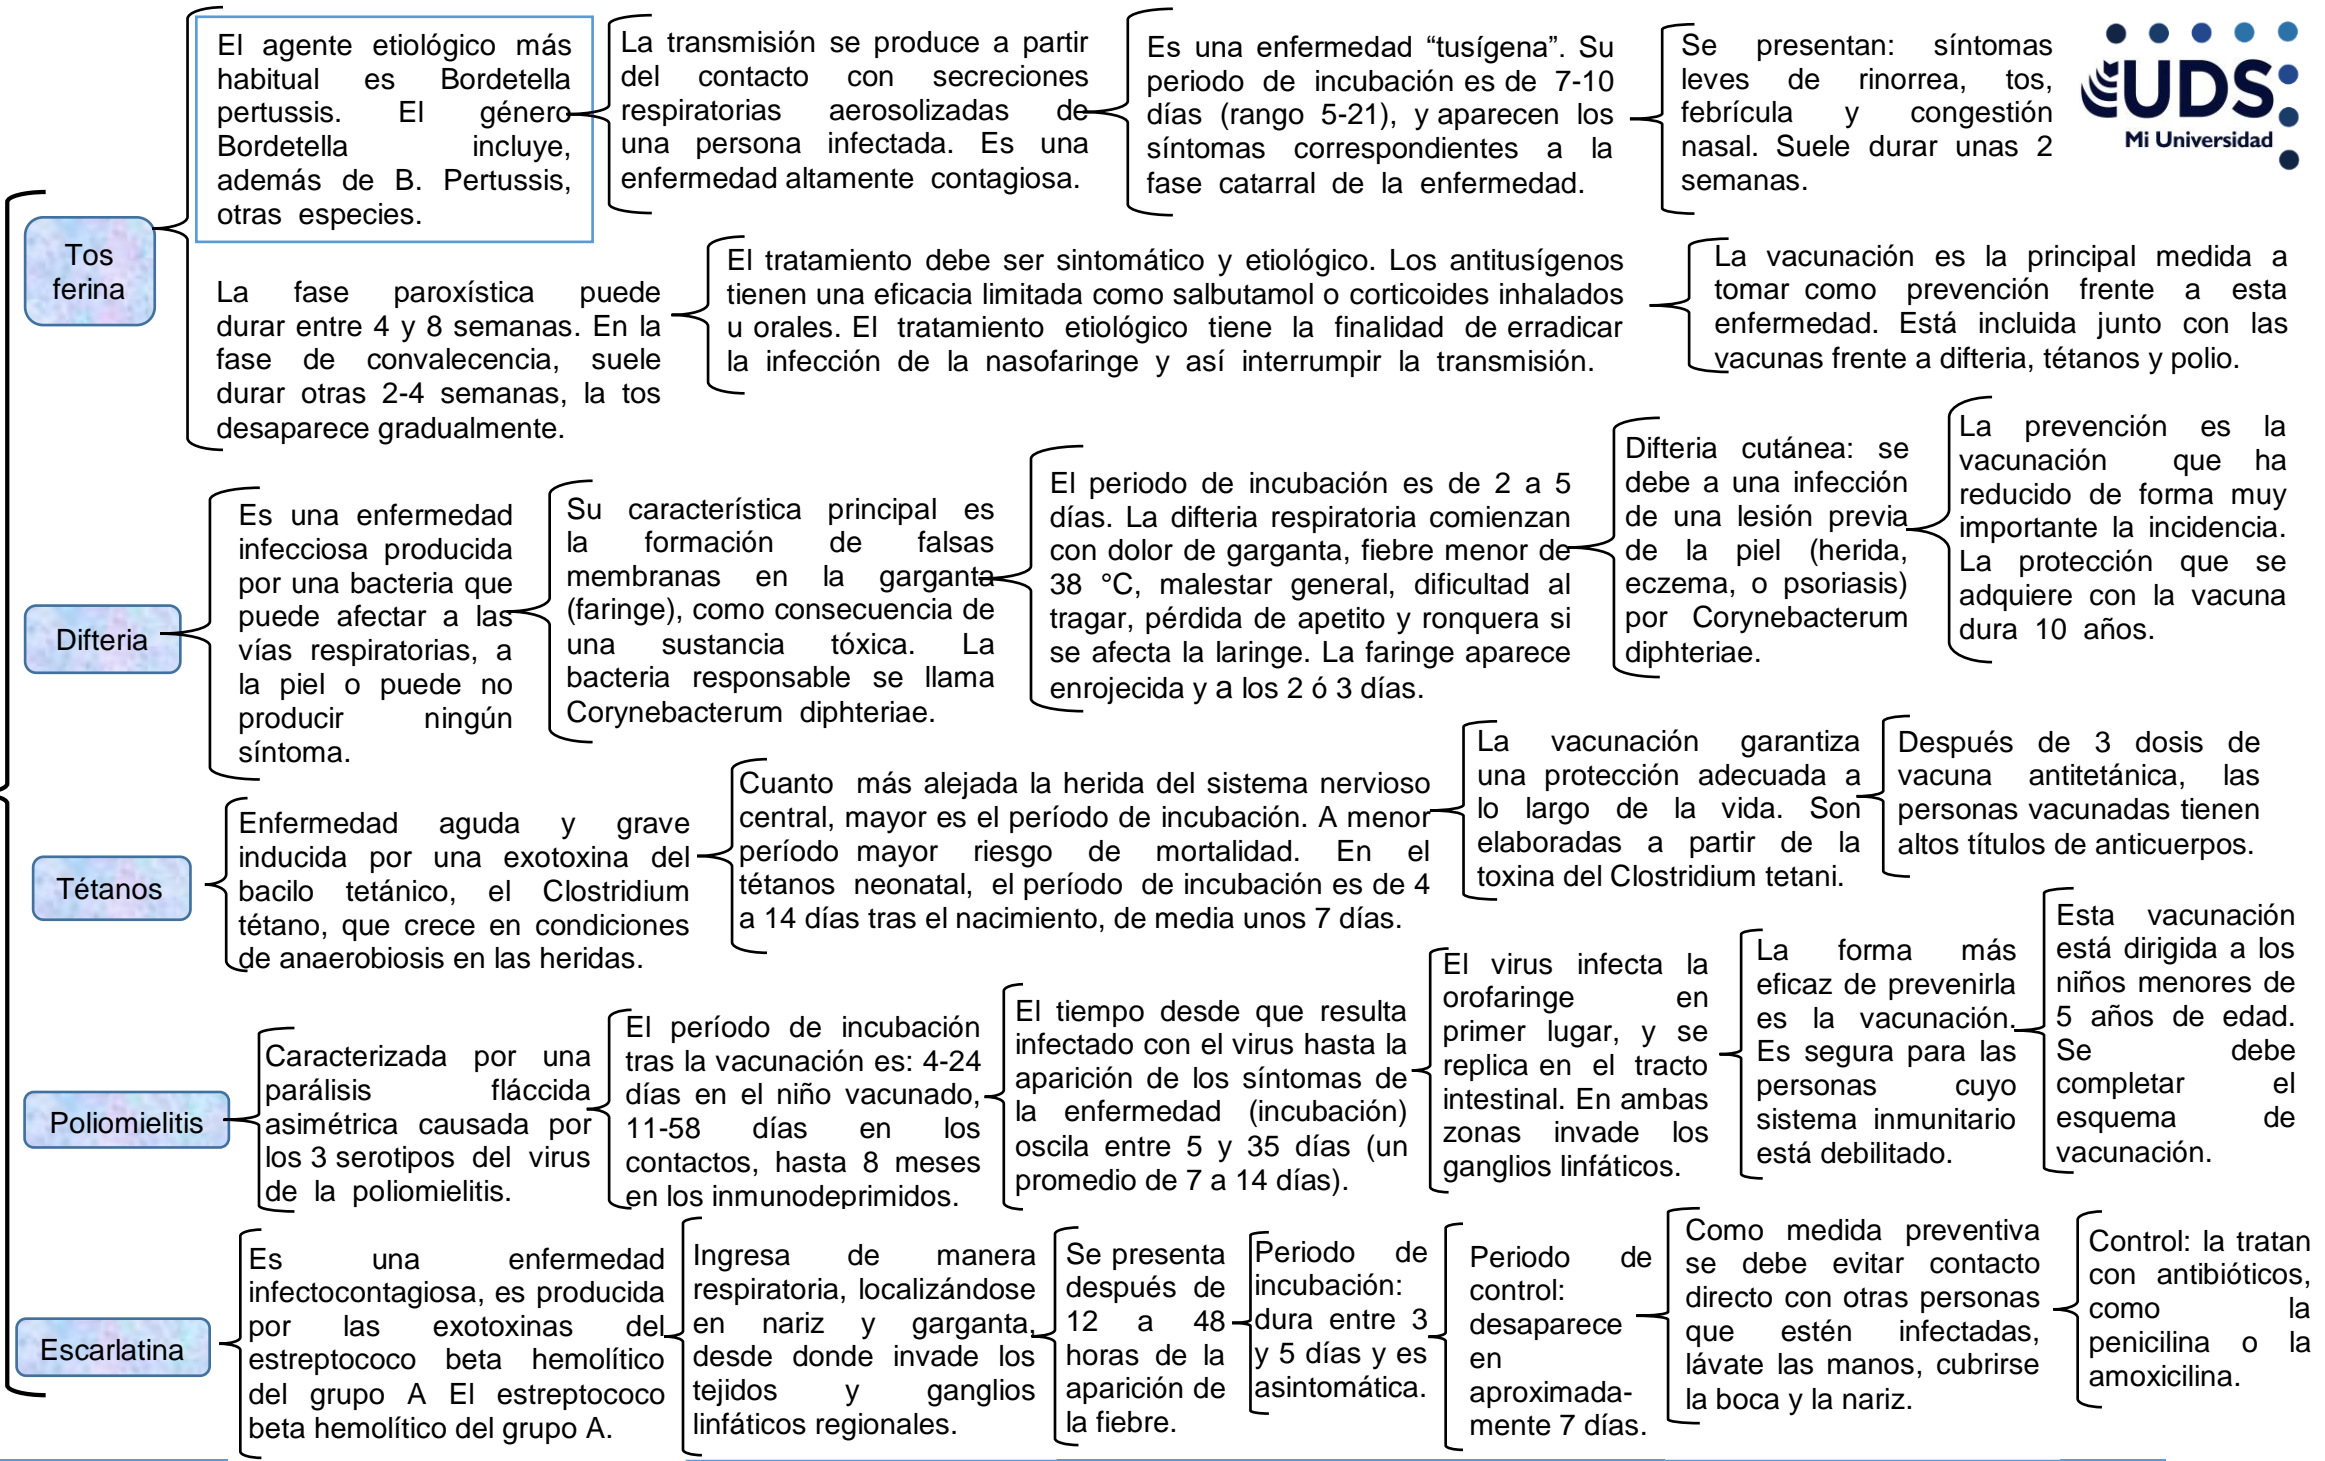 El agente etiológico más
habitual es Bordetella
pertussis. El género
Bordetella incluye,
además de B. Pertussis,
otras especies.
La transmisión se produce a partir
del contacto con secreciones
respiratorias aerosolizadas de
una persona infectada. Es una
enfermedad altamente contagiosa.
Es una enfermedad “tusígena”. Su
periodo de incubación es de 7-10
días (rango 5-21), y aparecen los
síntomas correspondientes a la
fase catarral de la enfermedad.
Se presentan: síntomas
leves de rinorrea, tos,
febrícula y congestión
nasal. Suele durar unas 2
semanas.
UDS
Mi Universidad
Tos
ferina
La fase paroxística puede
durar entre 4 y 8 semanas. En la
fase de convalecencia, suele
durar otras 2-4 semanas, la tos
desaparece gradualmente.
El tratamiento debe ser sintomático y etiológico. Los antitusígenos
tienen una eficacia limitada como salbutamol o corticoides inhalados
u orales. El tratamiento etiológico tiene la finalidad de erradicar
la infección de la nasofaringe y así interrumpir la transmisión.
La vacunación es la principal medida a
tomar como prevención frente a esta
enfermedad. Está incluida junto con las
vacunas frente a difteria, tétanos y polio.
Difteria
Es una enfermedad
infecciosa producida
por una bacteria que
puede afectar a las
vías respiratorias, a
la piel o puede no
producir ningún
síntoma.
Su característica principal es
la formación de falsas
membranas en la garganta
(faringe), como consecuencia de
una sustancia tóxica. La
bacteria responsable se llama
Corynebacterum diphteriae.
El periodo de incubación es de 2 a 5
días. La difteria respiratoria comienzan
con dolor de garganta, fiebre menor de
38 °C, malestar general, dificultad al
tragar, pérdida de apetito y ronquera si
se afecta la laringe. La faringe aparece
enrojecida y a los 2 ó 3 días.
Difteria cutánea: se
debe a una infección
de una lesión previa
de la piel (herida,
eczema, o psoriasis)
por Corynebacterum
diphteriae.
La prevención es la
vacunación que ha
reducido de forma muy
importante la incidencia.
La protección que se
adquiere con la vacuna
dura 10 años.
Tétanos
Enfermedad aguda y grave
inducida por una exotoxina del
bacilo tetánico, el Clostridium
tétano, que crece en condiciones
de anaerobiosis en las heridas.
Cuanto más alejada la herida del sistema nervioso
central, mayor es el período de incubación. A menor
período mayor riesgo de mortalidad. En el
tétanos neonatal, el período de incubación es de 4
a 14 días tras el nacimiento, de media unos 7 días.
La vacunación garantiza
una protección adecuada a
lo largo de la vida. Son
elaboradas a partir de la
toxina del Clostridium tetani.
Después de 3 dosis de
vacuna antitetánica, las
personas vacunadas tienen
altos títulos de anticuerpos.
Poliomielitis
Caracterizada por una
parálisis fláccida
asimétrica causada por
los 3 serotipos del virus
de la poliomielitis.
El período de incubación
tras la vacunación es: 4-24
días en el niño vacunado,
11-58 días en los
contactos, hasta 8 meses
en los inmunodeprimidos.
El tiempo desde que resulta
infectado con el virus hasta la
aparición de los síntomas de
la enfermedad (incubación)
oscila entre 5 y 35 días (un
promedio de 7 a 14 días).
El virus infecta la
orofaringe en
primer lugar, y se
replica en el tracto
intestinal. En ambas
zonas invade los
ganglios linfáticos.
La forma más
eficaz de prevenirla
es la vacunación.
Es segura para las
personas cuyo
sistema inmunitario
está debilitado.
Esta vacunación
está dirigida a los
niños menores de
5 años de edad.
Se debe
completar el
esquema de
vacunación.
Escarlatina
Es una enfermedad
infectocontagiosa, es producida
por las exotoxinas del
estreptococo beta hemolítico
del grupo A El estreptococo
beta hemolítico del grupo A.
Ingresa de manera
respiratoria, localizándose
en nariz y garganta,
desde donde invade los
tejidos y ganglios
linfáticos regionales.
Se presenta
después de
12 a 48
horas de la
aparición de
la fiebre.
Periodo de
incubación:
dura entre 3
y 5 días y es
asintomática.
Periodo de
control:
desaparece
en
aproximada-
mente 7 días.
Como medida preventiva
se debe evitar contacto
directo con otras personas
que estén infectadas,
lávate las manos, cubrirse
la boca y la nariz.
Control: la tratan
con antibióticos,
como la
penicilina o la
amoxicilina.